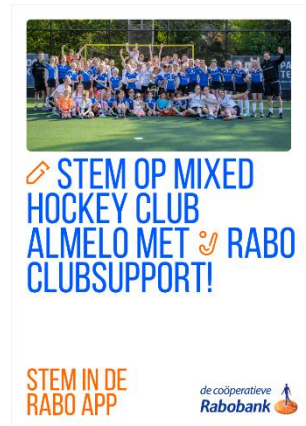 STEM OP MIXED
HOCKEY CLUB
ALMELO MET RABO
CLUBSUPPORT!
STEM IN DE
RABO APP
de coöperatieve
Rabobank